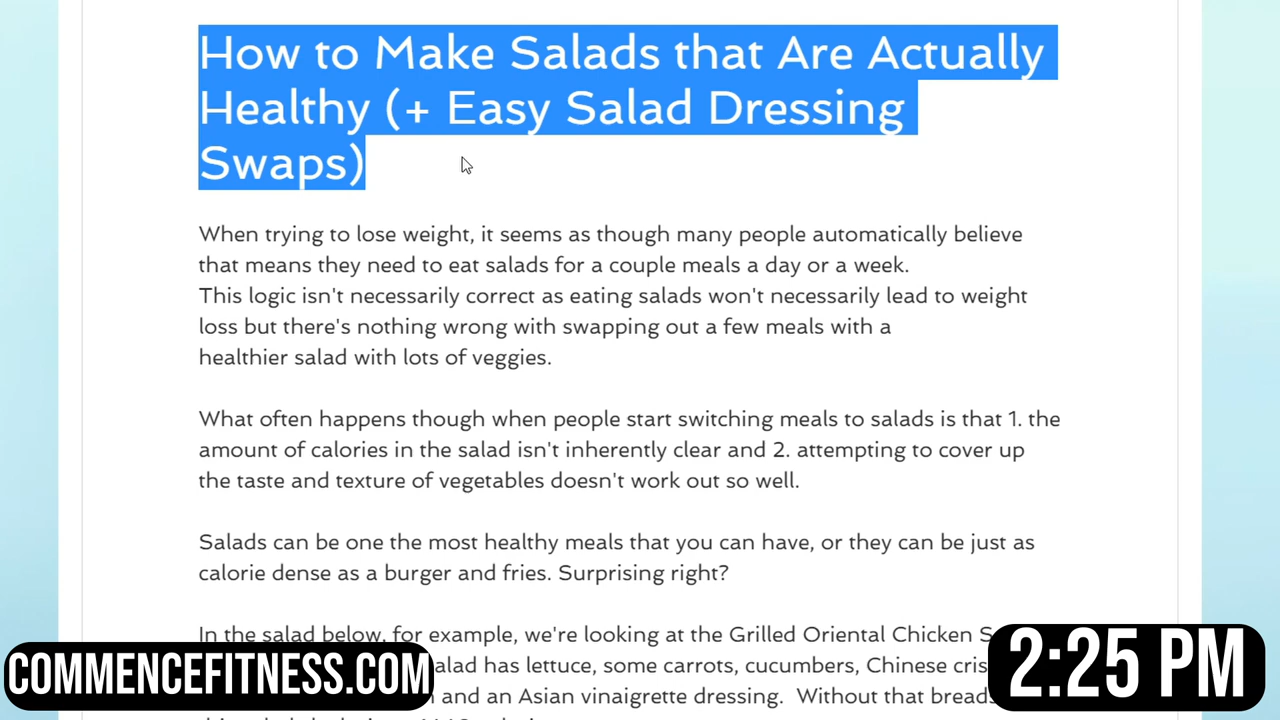 How to Make Salads that Are Actually
Healthy (+ Easy Salad Dressing
Swaps)
When trying to lose weight, it seems as though many people automatically believe
that means they need to eat salads for a couple meals a day or a week.
This logic isn't necessarily correct as eating salads won't necessarily lead to weight
loss but there's nothing wrong with swapping out a few meals with a
healthier salad with lots of veggies.
What often happens though when people start switching meals to salads is that 1. the
amount of calories in the salad isn't inherently clear and 2. attempting to cover up
the taste and texture of vegetables doesn't work out so well.
Salads can be one the most healthy meals that you can have, or they can be just as
calorie dense as a burger and fries. Surprising right?
In the salad below, for example, we're looking at the Grilled Oriental Chicken
has lettuce, some carrots, cucumbers, Chinese
and an Asian vinaigrette dressing. Without that
COMMENCEFITNESS.COM
2:25 PM